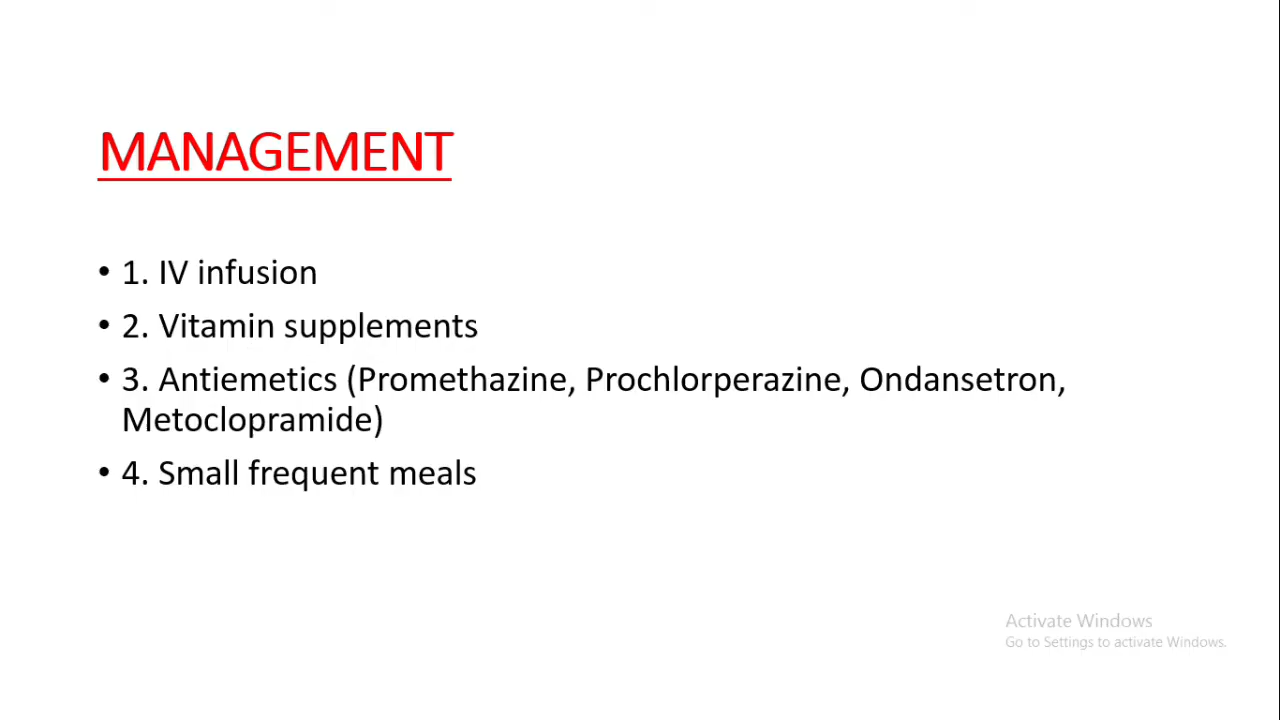 MANAGEMENT
• 1. IV infusion
• 2. Vitamin supplements
• 3. Antiemetics (Promethazine, Prochlorperazine, Ondansetron,
Metoclopramide)
• 4. Small frequent meals
Activate Windows
Go to Settings to activate Windows.